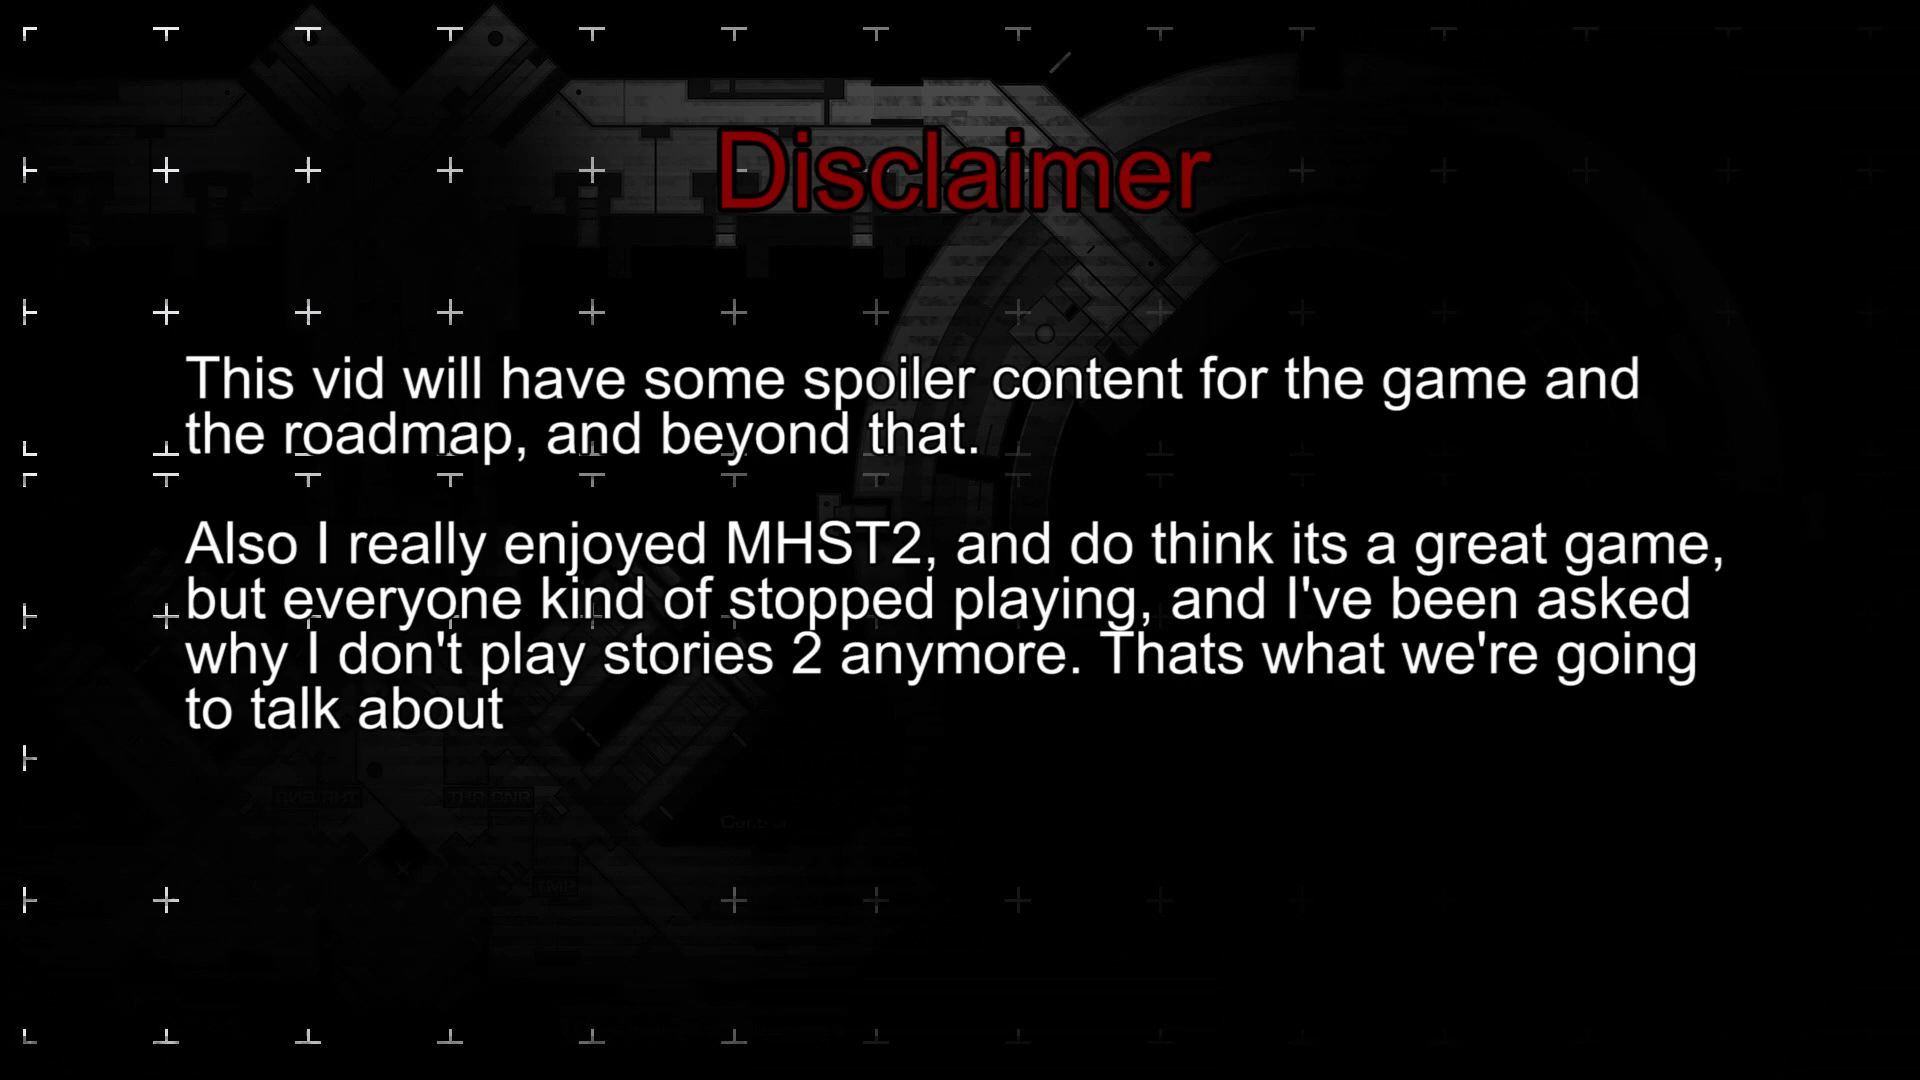 Disclaimer
This vid will have some spoiler content for the game and
the roadmap, and beyond that.
Also I really enjoyed MHST2, and do think its a great game,
but everyone kind of stopped playing, and I've been asked
why I don't play stories 2 anymore. Thats what we're going
to talk about